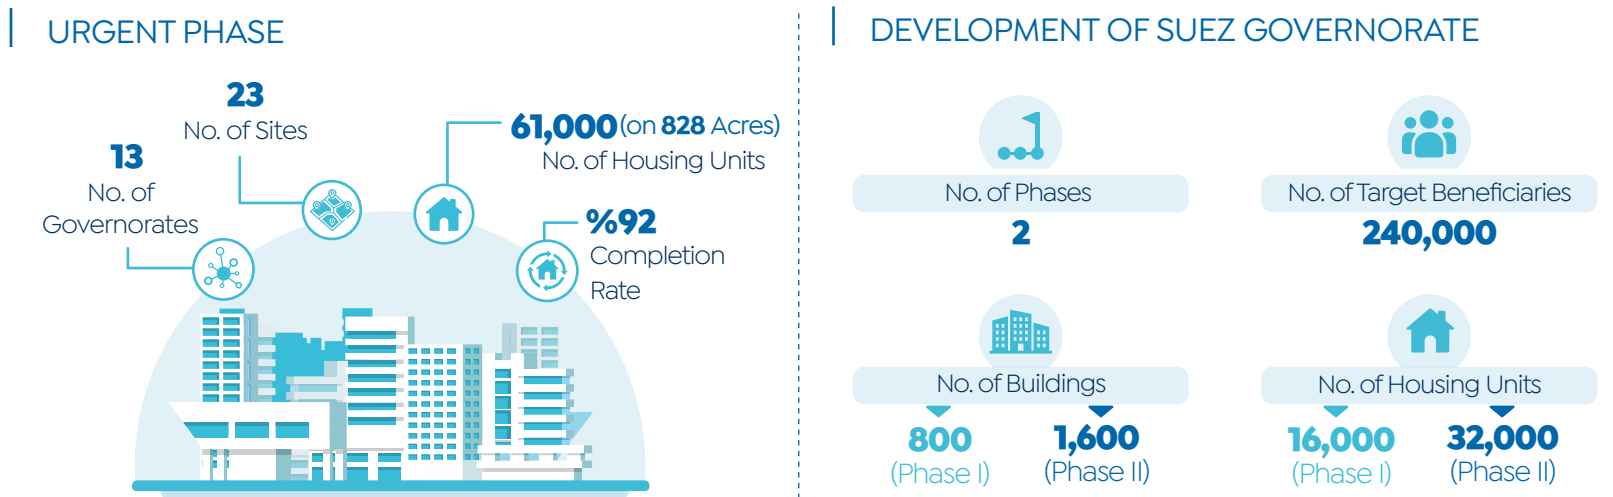 URGENT PHASE
23
No. of Sites
13
No. of
Governorates
61,000 (on 828 Acres)
No. of Housing Units
%92
Completion
Rate
DEVELOPMENT OF SUEZ GOVERNORATE
No. of Phases
2
No. of Target Beneficiaries
240,000
No. of Buildings
800
(Phase I)
1,600
(Phase II)
No. of Housing Units
16,000
(Phase I)
32,000
(Phase II)